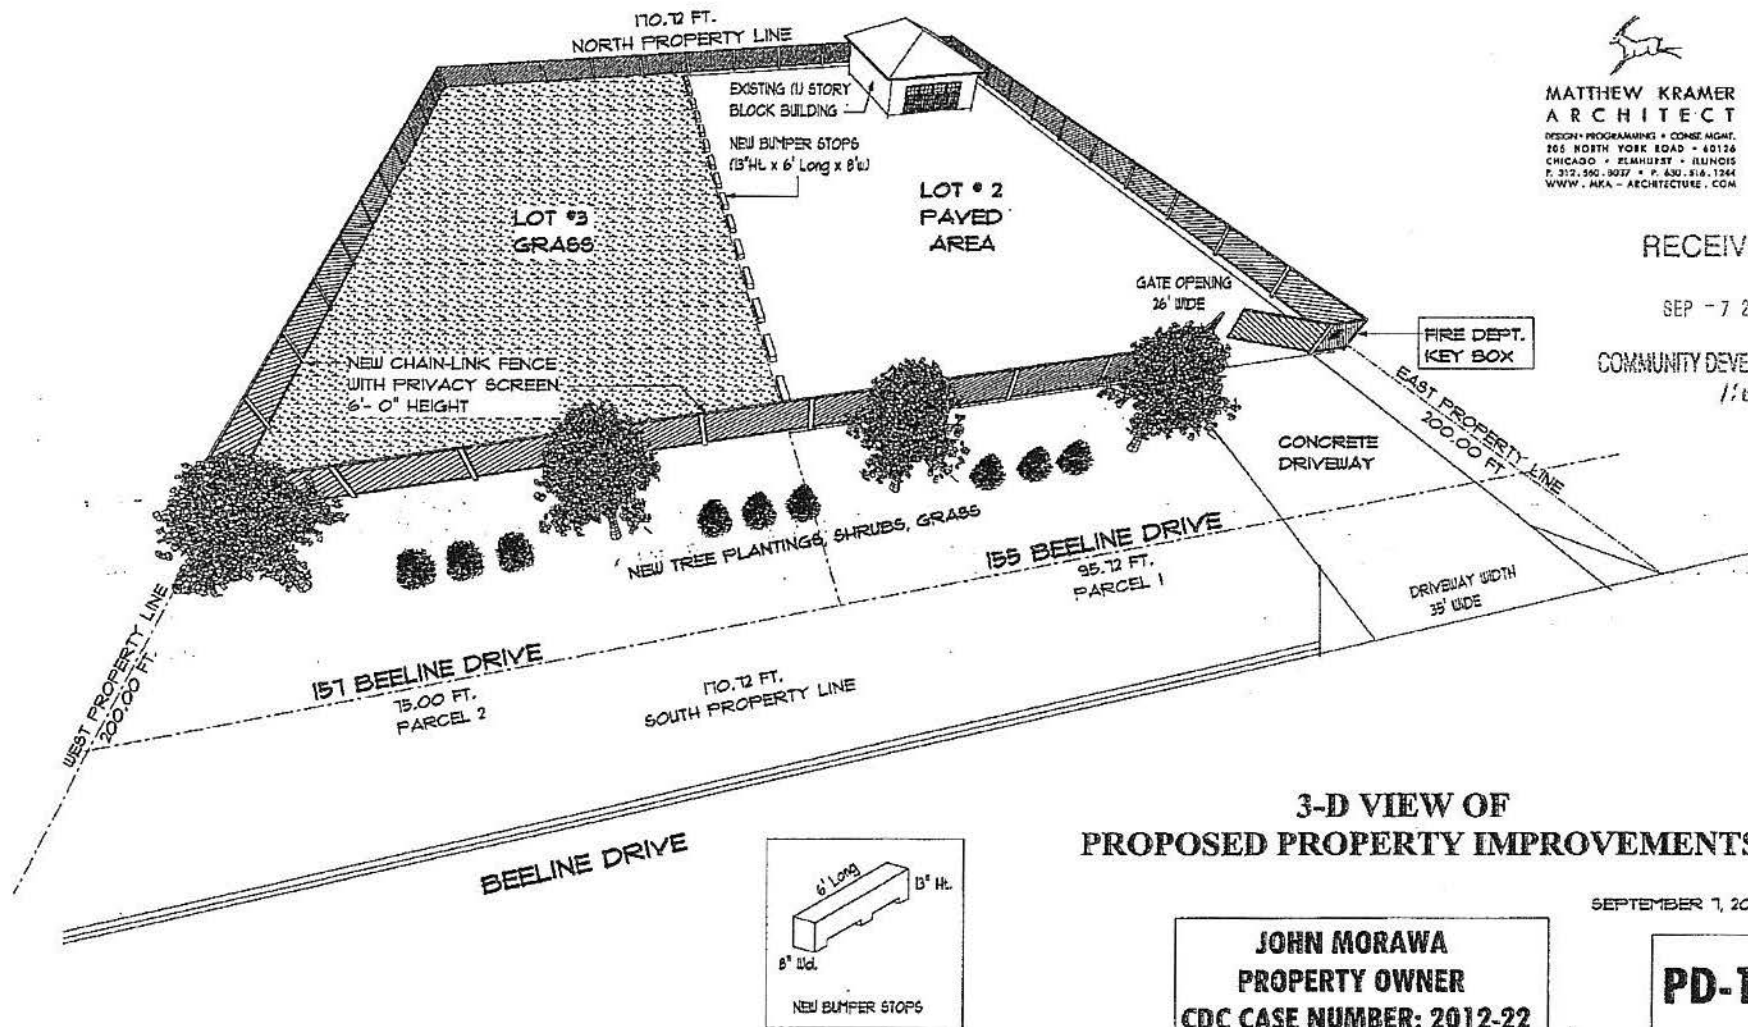 170.72 FT.
NORTH PROPERTY LINE
EXISTING (1) STORY
BLOCK BUILDING
NEW BUMPER STOPS
(13"Ht. x 6' Long x 8"w)
LOT #3
GRASS
LOT # 2
PAVED
AREA
GATE OPENING
26' WIDE
FIRE DEPT.
KEY BOX
NEW CHAIN-LINK FENCE
WITH PRIVACY SCREEN
6'-0" HEIGHT
EAST PROPERTY LINE
200.00 FT.
CONCRETE
DRIVEWAY
NEW TREE PLANTINGS, SHRUBS, GRASS
155 BEELINE DRIVE
95.72 FT.
PARCEL 1
DRIVEWAY WIDTH
35' WIDE
WEST PROPERTY LINE
200.00 FT.
157 BEELINE DRIVE
75.00 FT.
PARCEL 2
170.72 FT.
SOUTH PROPERTY LINE
BEELINE DRIVE
6' Long
13" Ht.
8" Wd.
NEW BUMPER STOPS
MATTHEW KRAMER
ARCHITECT
DESIGN • PROGRAMMING • CONST. MGMT.
205 NORTH YORK ROAD • 60126
CHICAGO • ELMHURST • ILLINOIS
F. 312.560.8037 • P. 630.516.1244
WWW.MKA-ARCHITECTURE.COM
RECEIV
SEP - 7 2
COMMUNITY DEVE
3-D VIEW OF
PROPOSED PROPERTY IMPROVEMENTS
SEPTEMBER 7, 20
JOHN MORAWA
PROPERTY OWNER
CDC CASE NUMBER: 2012-22
PD-1